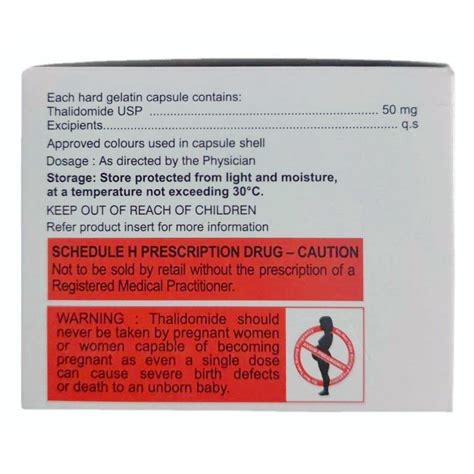 Each hard gelatin capsule contains:
Thalidomide USP ........................................................ 50 mg
Excipients.................................................................. q.s
Approved colours used in capsule shell
Dosage : As directed by the Physician
Storage: Store protected from light and moisture,
at a temperature not exceeding 30°C.
KEEP OUT OF REACH OF CHILDREN
Refer product insert for more information
SCHEDULE H PRESCRIPTION DRUG – CAUTION
Not to be sold by retail without the prescription of a
Registered Medical Practitioner.
WARNING : Thalidomide should
never be taken by pregnant women
or women capable of becoming
pregnant as even a single dose
can cause severe birth defects
or death to an unborn baby.